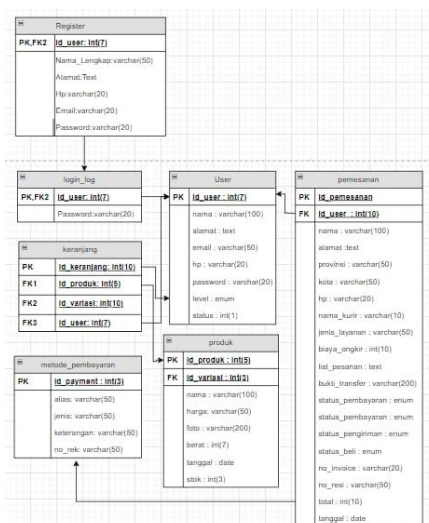 Register
PK,FK2 Id_user: Int(7)
Nama_Lengkap:varchar(50)
Alamat:Text
Hp:varchar(20)
Email:varchar(20)
Password:varchar(20)
login_log
PK,FK2 Id_user: Int(7)
Password:varchar(20)
keranjang
PK Id_keranjang: Int(10)
FK1 Id_produk: Int(5)
FK2 Id_variasi: Int(10)
FK3 Id_user: Int(7)
metode_pembayaran
PK Id_payment : Int(3)
alias: varchar(50)
jenis: varchar(50)
keterangan: varchar(50)
no_rek: varchar(50)
User
PK Id_user : Int(7)
nama : varchar(100)
alamat : text
email : varchar(50)
hp : varchar(20)
password : varchar(20)
level : enum
status : int(1)
produk
PK Id_produk : Int(5)
FK Id_variasi : Int(3)
nama : varchar(100)
harga: varchar(50)
foto : varchar(200)
berat : int(7)
tanggal : date
stok : int(3)
pemesanan
PK Id_pemesanan
FK Id_user : Int(10)
nama : varchar(100)
alamat :text
provinsi : varchar(50)
kota : varchar(50)
hp : varchar(20)
nama_kurir : varchar(10)
jenis_layanan : varchar(50)
biaya_ongkir : int(10)
list_pesanan : text
bukti_transfer : varchar(200)
status_pembayaran : enum
status_pembayaran : enum
status_pengiriman : enum
status_beli : enum
no_invoice : varchar(20)
no_resi : varchar(50)
total : int(10)
tanggal : date